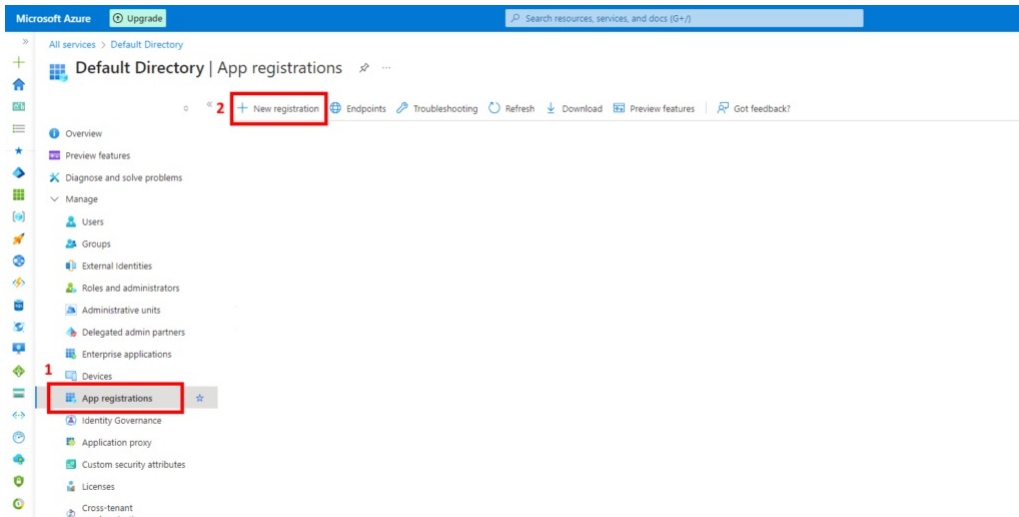 Microsoft Azure Upgrade Search resources, services, and docs (G+/)
All services > Default Directory
Default Directory | App registrations
2 New registration Endpoints Troubleshooting Refresh Download Preview features Got feedback?
Overview
Preview features
Diagnose and solve problems
Manage
Users
Groups
External Identities
Roles and administrators
Administrative units
Delegated admin partners
Enterprise applications
1
Devices
App registrations
Identity Governance
Application proxy
Custom security attributes
Licenses
Cross-tenant